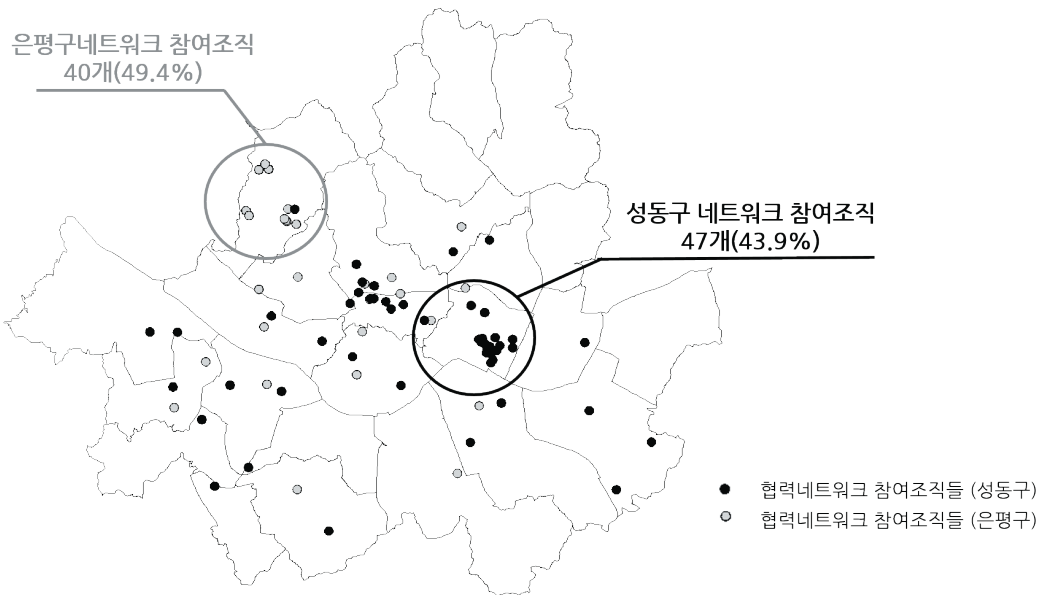 은평구네트워크 참여조직
40개(49.4%)
성동구 네트워크 참여조직
47개(43.9%)
협력네트워크 참여조직들 (성동구)
협력네트워크 참여조직들 (은평구)